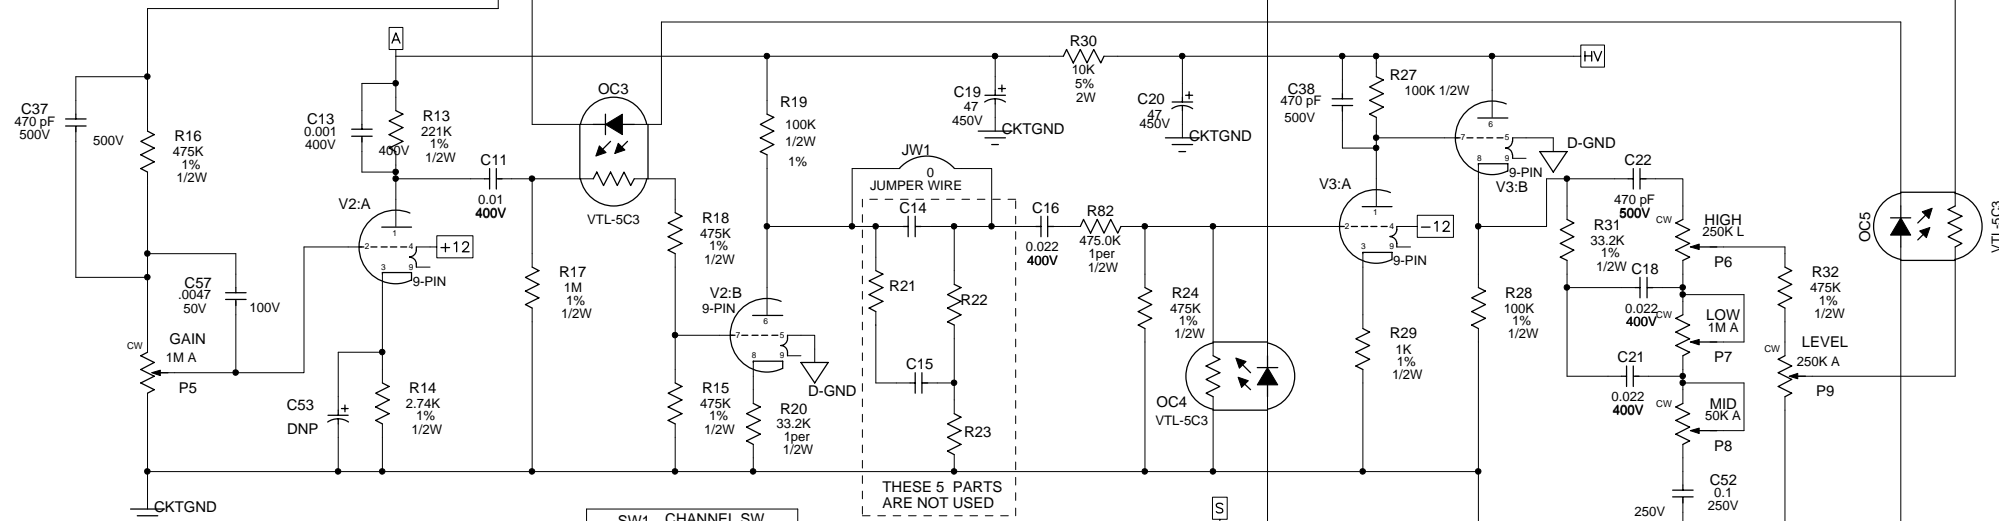 A
HV
C37
470 pF
500V
500V
R16
475K
1%
1/2W
C13
0.001
400V
400V
R13
221K
1%
1/2W
C11
0.01
400V
OC3
VTL-5C3
R19
100K
1/2W
1%
C19
47
450V
+
CKTGND
R30
10K
5%
2W
C20
47
450V
+
CKTGND
C38
470 pF
500V
R27
100K 1/2W
7
6
5
8
9
9-PIN
V3:B
D-GND
C22
470 pF
500V
V2:A
1
2
4
3
9
9-PIN
+12
C57
.0047
50V
100V
CW
GAIN
1M A
P5
C53
DNP
+
R14
2.74K
1%
1/2W
R17
1M
1%
1/2W
R18
475K
1%
1/2W
R15
475K
1%
1/2W
V2:B
9-PIN
6
7
5
8
9
D-GND
R20
33.2K
1per
1/2W
JW1
0
JUMPER WIRE
C14
R21
R22
C15
R23
THESE 5 PARTS
ARE NOT USED
C16
0.022
400V
R82
475.0K
1per
1/2W
R24
475K
1%
1/2W
OC4
VTL-5C3
V3:A
1
2
4
3
9
9-PIN
-12
R29
1K
1%
1/2W
R28
100K
1%
1/2W
R31
33.2K
1%
1/2W
CW
HIGH
250K L
P6
C18
0.022
400V
CW
LOW
1M A
P7
C21
0.022
400V
CW
MID
50K A
P8
R32
475K
1%
1/2W
CW
LEVEL
250K A
P9
C52
0.1
250V
250V
OC5
VTL-5C3
CKTGND
S
SW1 CHANNEL SW